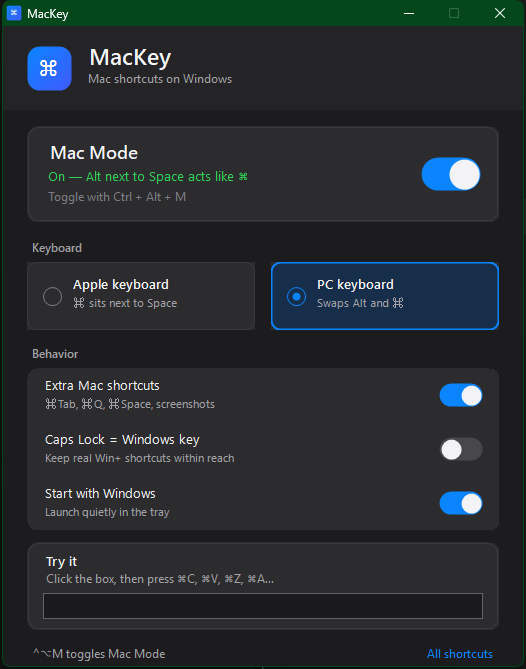 ⌘ MacKey
⌘
MacKey
Mac shortcuts on Windows
Mac Mode
On — Alt next to Space acts like ⌘
Toggle with Ctrl + Alt + M
Keyboard
Apple keyboard
⌘ sits next to Space
PC keyboard
Swaps Alt and ⌘
Behavior
Extra Mac shortcuts
⌘Tab, ⌘Q, ⌘Space, screenshots
Caps Lock = Windows key
Keep real Win+ shortcuts within reach
Start with Windows
Launch quietly in the tray
Try it
Click the box, then press ⌘C, ⌘V, ⌘Z, ⌘A...
^⌥M toggles Mac Mode
All shortcuts